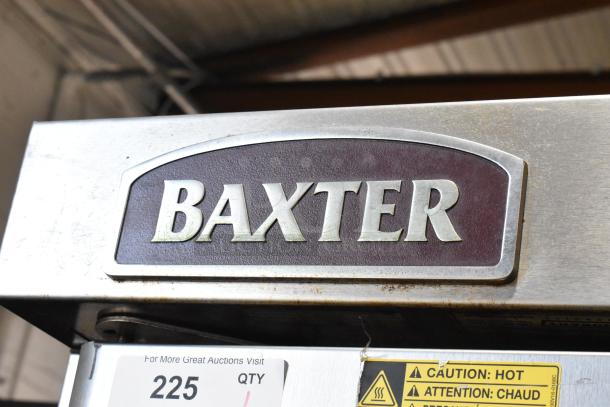 BAXTER
For More Great Auctions Visit
225 QTY
CAUTION: HOT
ATTENTION: CHAUD